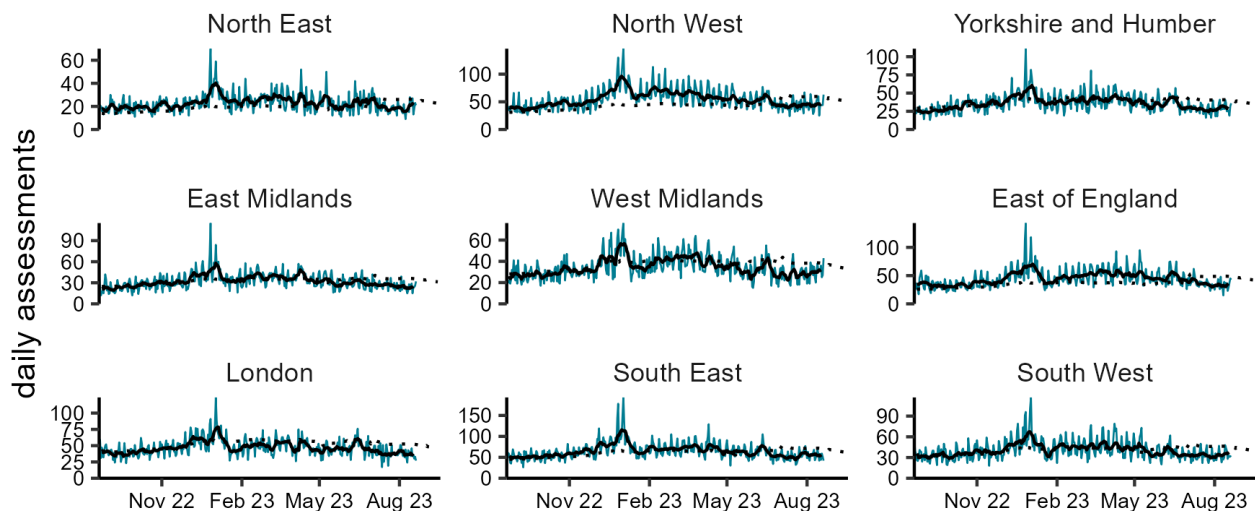 North East
North West
Yorkshire and Humber
60
40
20
0
100
50
0
100
75
50
25
0
East Midlands
West Midlands
East of England
daily assessments
90
60
30
0
60
40
20
0
100
50
0
London
South East
South West
100
75
50
25
0
150
100
50
0
90
60
30
0
Nov 22 Feb 23 May 23 Aug 23
Nov 22 Feb 23 May 23 Aug 23
Nov 22 Feb 23 May 23 Aug 23